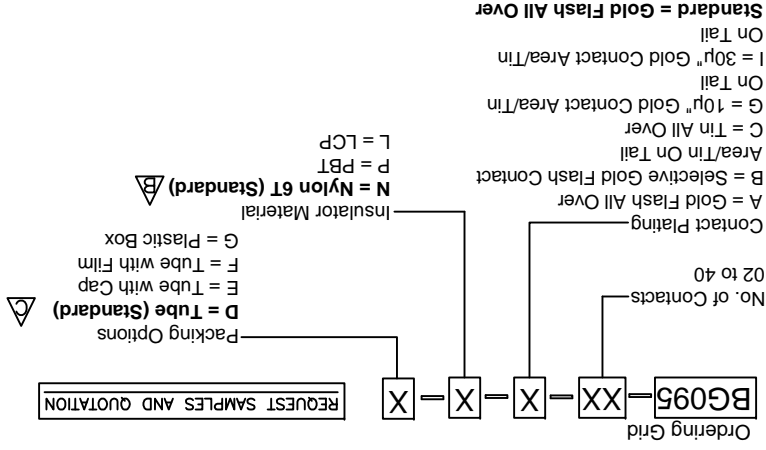 Ordering Grid
BG095 – XX – X – X – X
REQUEST SAMPLES AND QUOTATION
No. of Contacts
02 to 40
Contact Plating
A = Gold Flash All Over
B = Selective Gold Flash Contact
Area/Tin On Tail
C = Tin All Over
G = 10µ" Gold Contact Area/Tin
On Tail
I = 30µ" Gold Contact Area/Tin
On Tail
Standard = Gold Flash All Over
Insulator Material
N = Nylon 6T (Standard) B
P = PBT
L = LCP
Packing Options
D = Tube (Standard) C
E = Tube with Cap
F = Tube with Film
G = Plastic Box